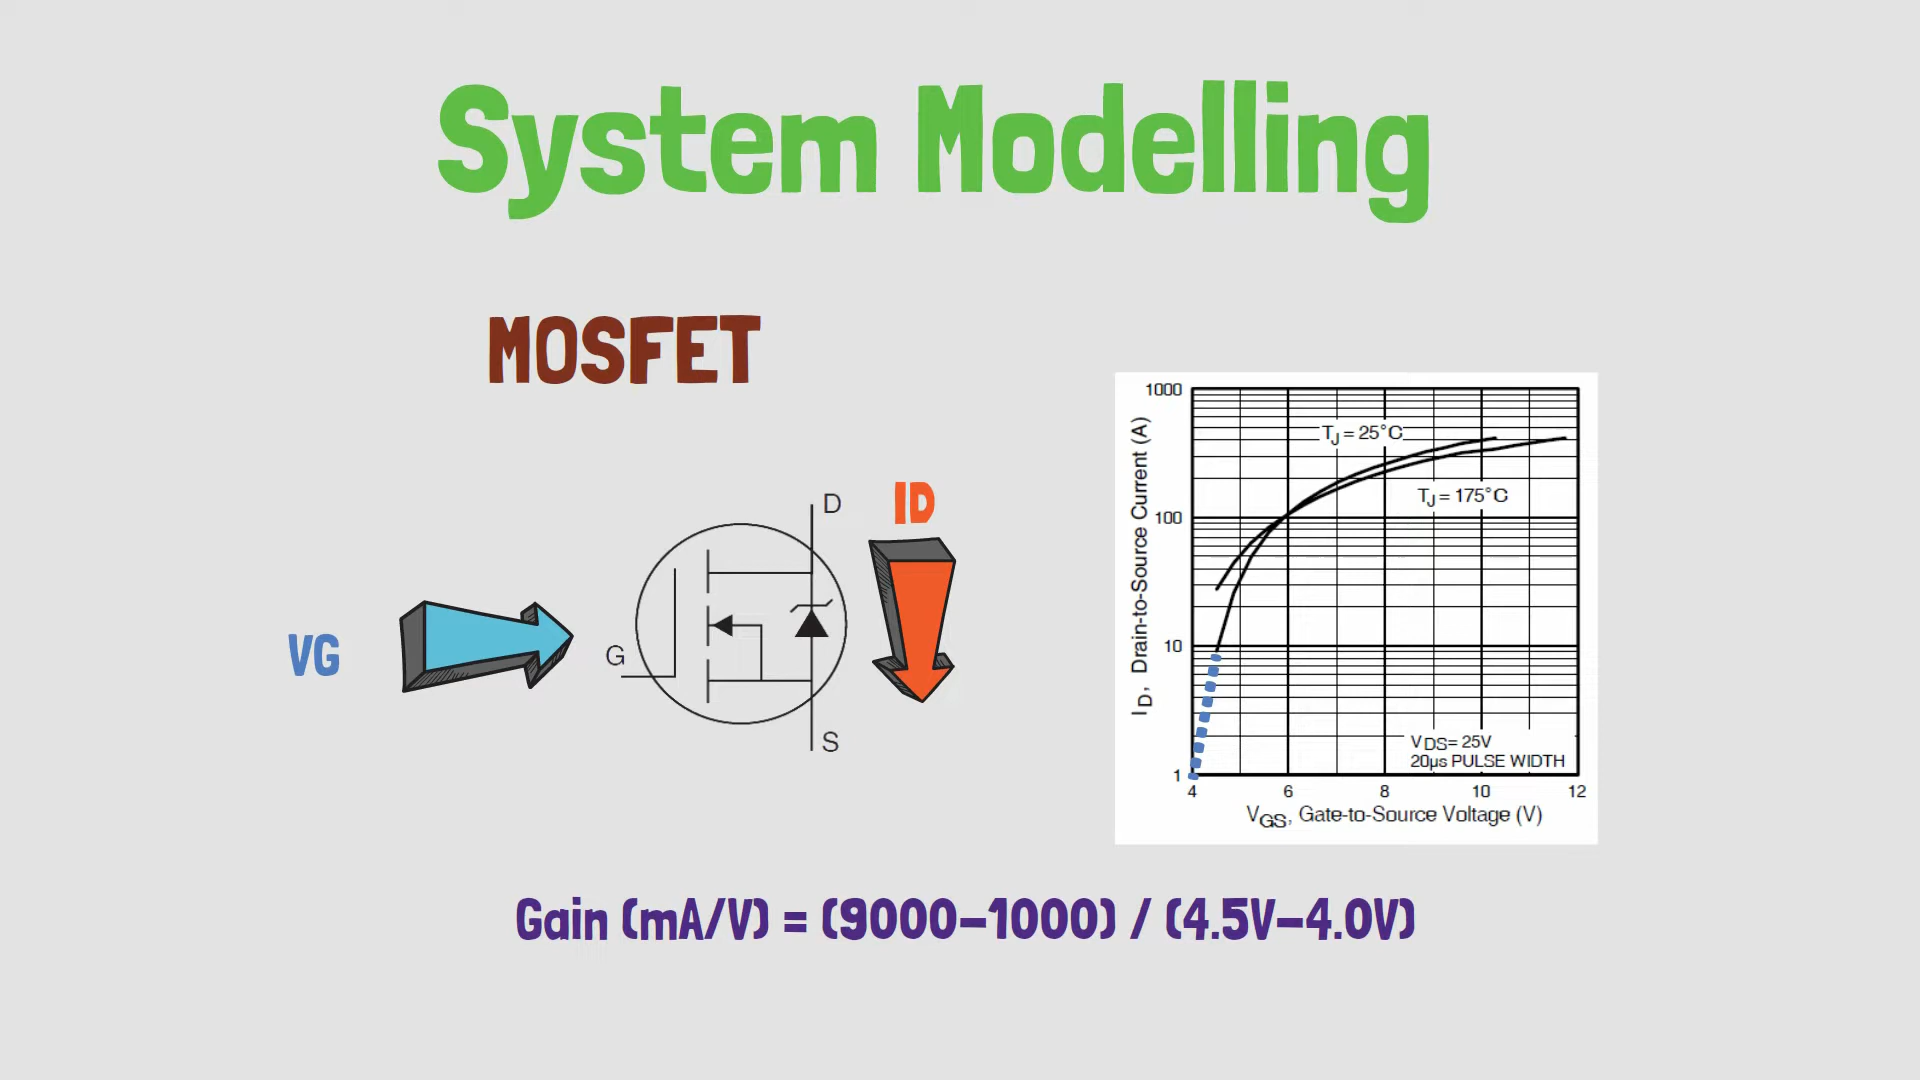 System Modelling
MOSFET
VG
G
D
S
ID
1000
100
10
1
ID, Drain-to-Source Current (A)
TJ = 25°C
TJ = 175°C
VDS = 25V
20µs PULSE WIDTH
4 6 8 10 12
VGS, Gate-to-Source Voltage (V)
Gain (mA/V) = (9000-1000) / (4.5V-4.0V)